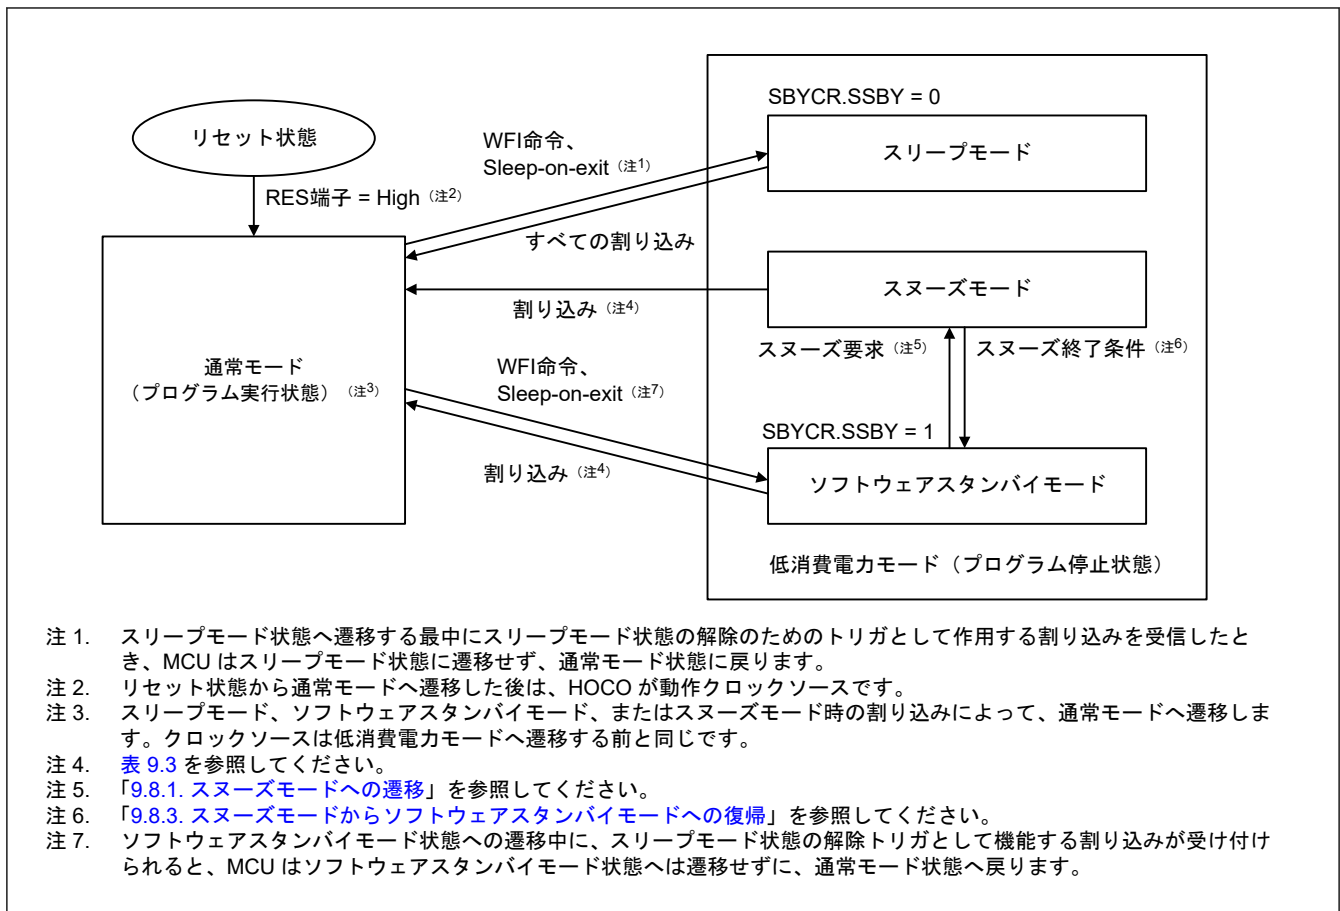 SBYCR.SSBY = 0
リセット状態
スリープモード
WFI命令、
Sleep-on-exit（注1）
RES端子 = High（注2）
すべての割り込み
スヌーズモード
割り込み（注4）
スヌーズ要求（注5）
スヌーズ終了条件（注6）
通常モード
（プログラム実行状態）（注3）
WFI命令、
Sleep-on-exit（注7）
SBYCR.SSBY = 1
割り込み（注4）
ソフトウェアスタンバイモード
低消費電力モード（プログラム停止状態）
注 1. スリープモード状態へ遷移する最中にスリープモード状態の解除のためのトリガとして作用する割り込みを受信したと
き、MCU はスリープモード状態に遷移せず、通常モード状態に戻ります。
注 2. リセット状態から通常モードへ遷移した後は、HOCO が動作クロックソースです。
注 3. スリープモード、ソフトウェアスタンバイモード、またはスヌーズモード時の割り込みによって、通常モードへ遷移しま
す。クロックソースは低消費電力モードへ遷移する前と同じです。
注 4. 表 9.3 を参照してください。
注 5. 「9.8.1. スヌーズモードへの遷移」を参照してください。
注 6. 「9.8.3. スヌーズモードからソフトウェアスタンバイモードへの復帰」を参照してください。
注 7. ソフトウェアスタンバイモード状態への遷移中に、スリープモード状態の解除トリガとして機能する割り込みが受け付け
られると、MCU はソフトウェアスタンバイモード状態へは遷移せずに、通常モード状態へ戻ります。